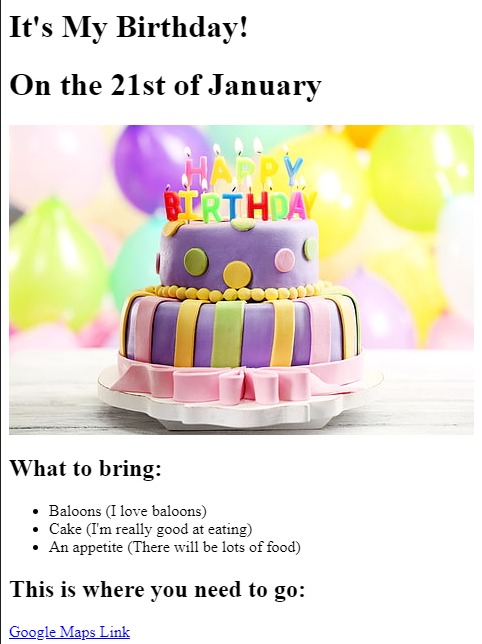 It's My Birthday!
On the 21st of January
HAPPY
BIRTHDAY
What to bring:
Baloons (I love baloons)
Cake (I'm really good at eating)
An appetite (There will be lots of food)
This is where you need to go:
Google Maps Link